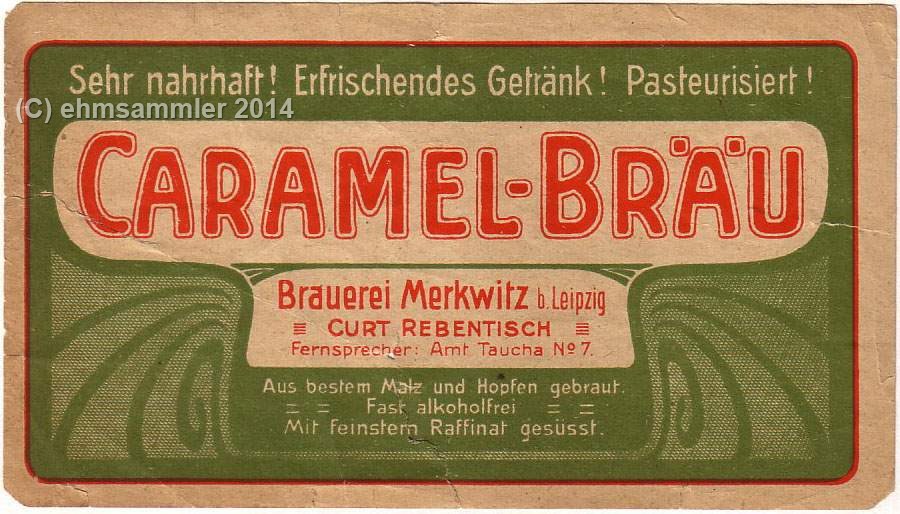 Sehr nahrhaft! Erfrischendes Getränk! Pasteurisiert!
(C) ehmsammler 2014
CARAMEL-BRÄU
Brauerei Merkwitz b. Leipzig
CURT REBENTISCH
Fernsprecher: Amt Taucha No 7.
Aus bestem Malz und Hopfen gebraut.
Fast alkoholfrei
Mit feinstem Raffinat gesüsst.